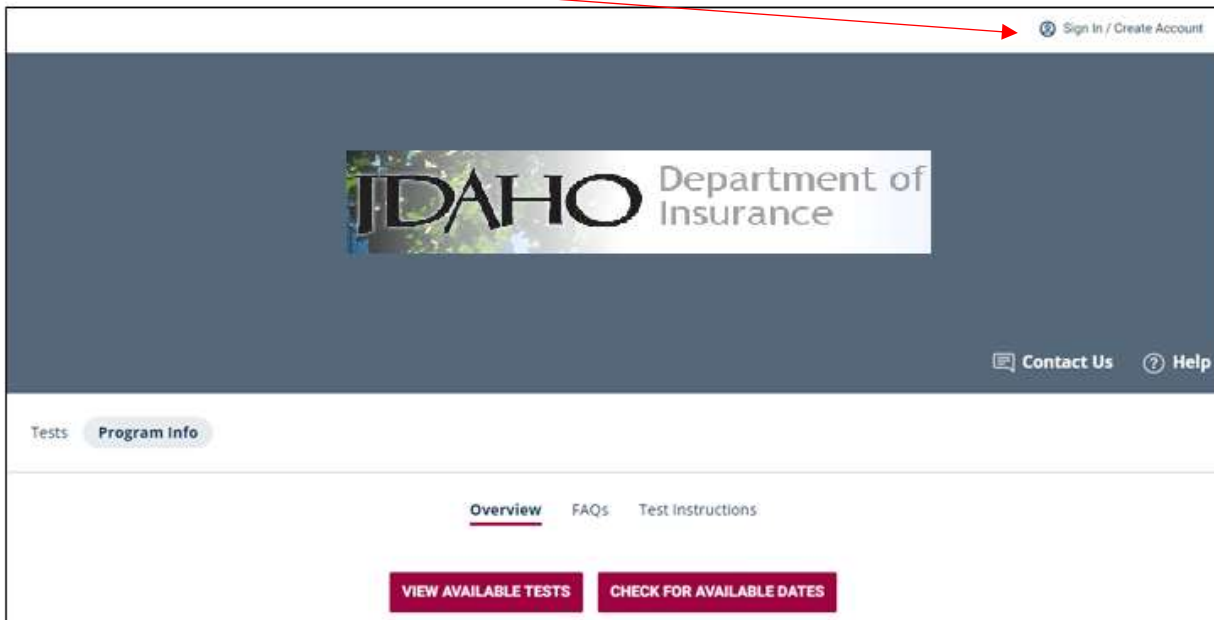 Sign In / Create Account
IDAHO Department of
Insurance
Contact Us Help
Tests Program Info
Overview FAQs Test Instructions
VIEW AVAILABLE TESTS CHECK FOR AVAILABLE DATES